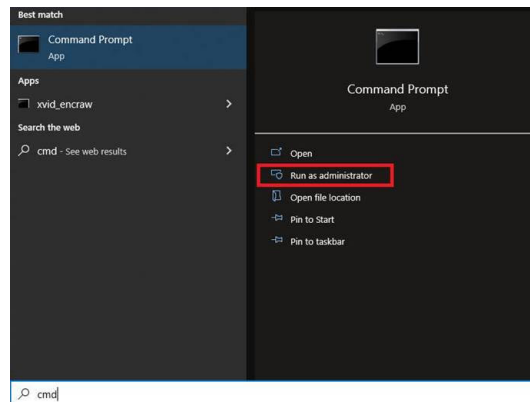 Best match
Command Prompt
App
Apps
xvid_encraw
Search the web
cmd - See web results
Command Prompt
App
Open
Run as administrator
Open file location
Pin to Start
Pin to taskbar
cmd